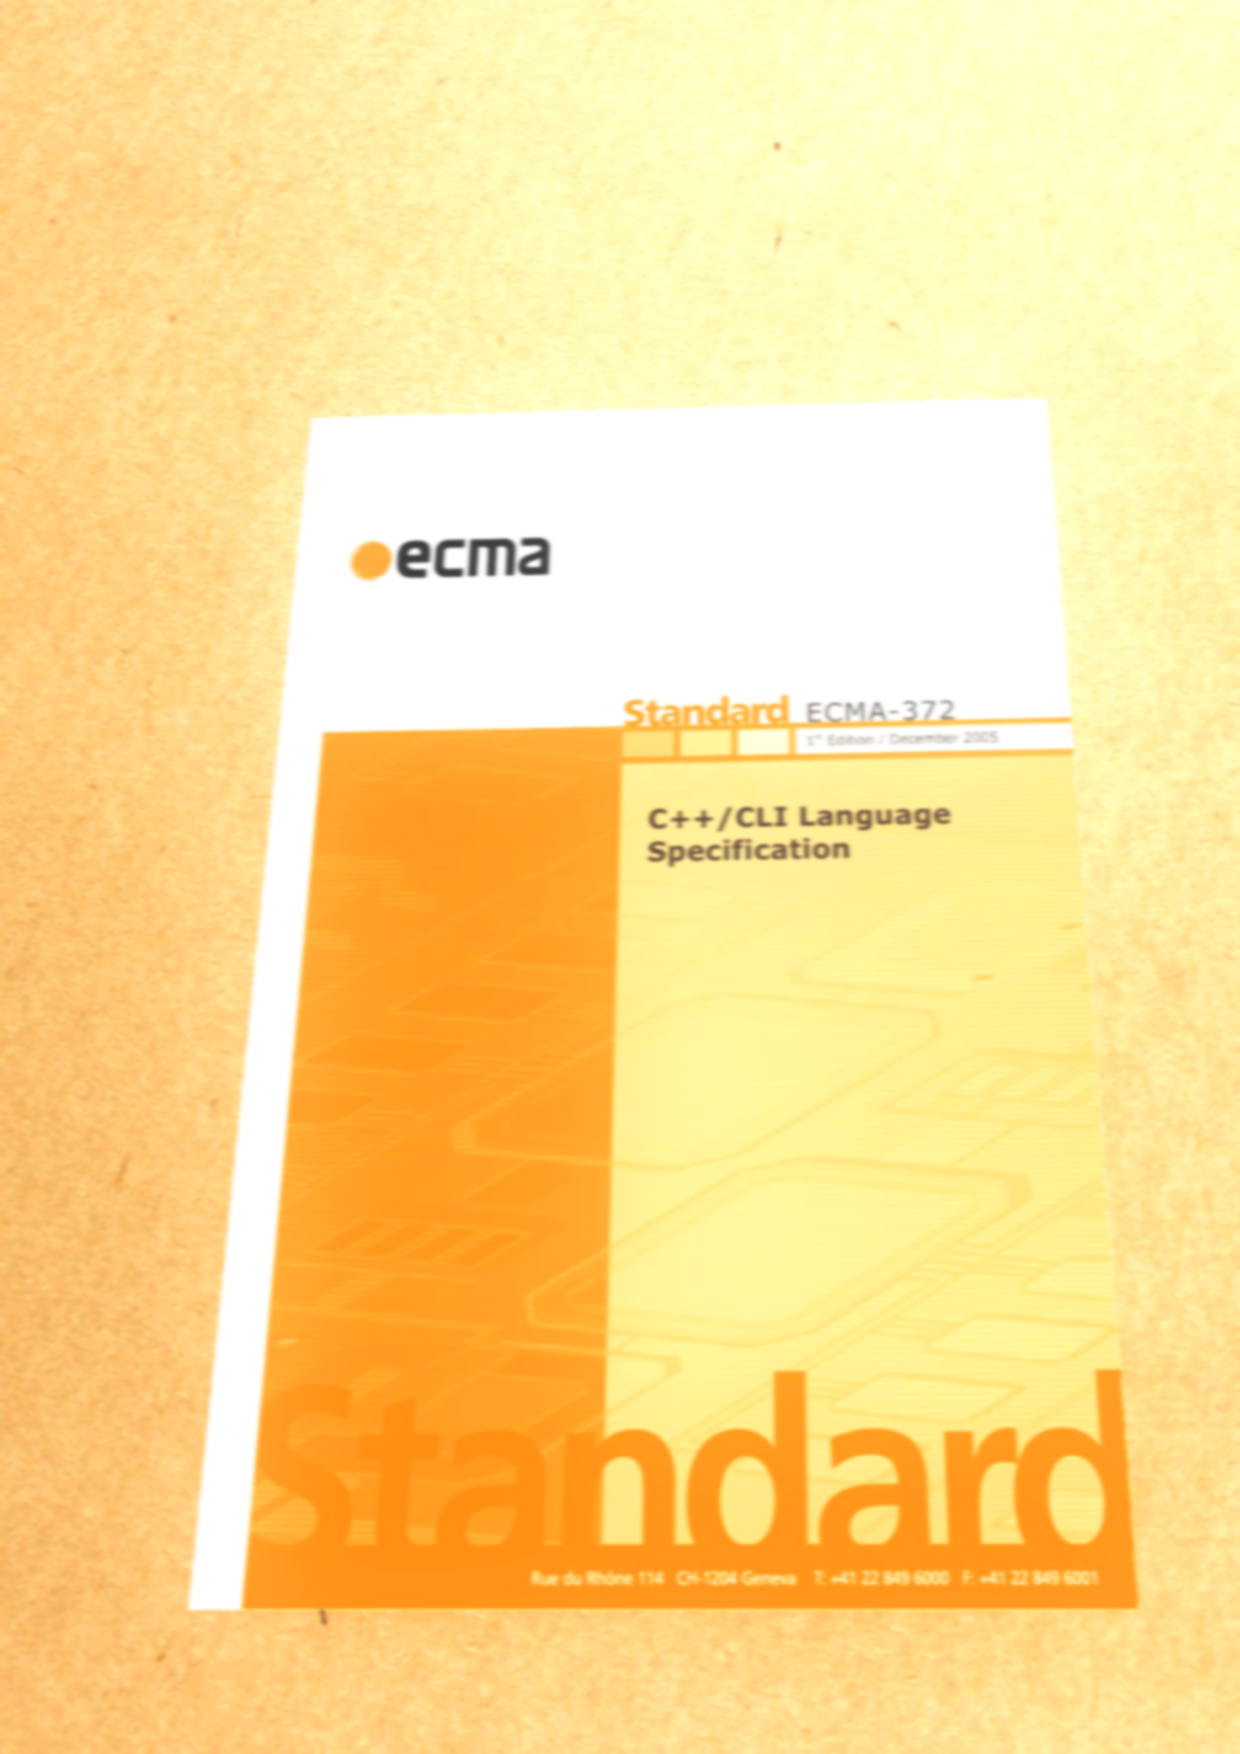 ecma
Standard ECMA-372
1st Edition / December 2005
C++/CLI Language
Specification
Standard
Rue du Rhône 114 CH-1204 Geneva T: +41 22 849 6000 F: +41 22 849 6001